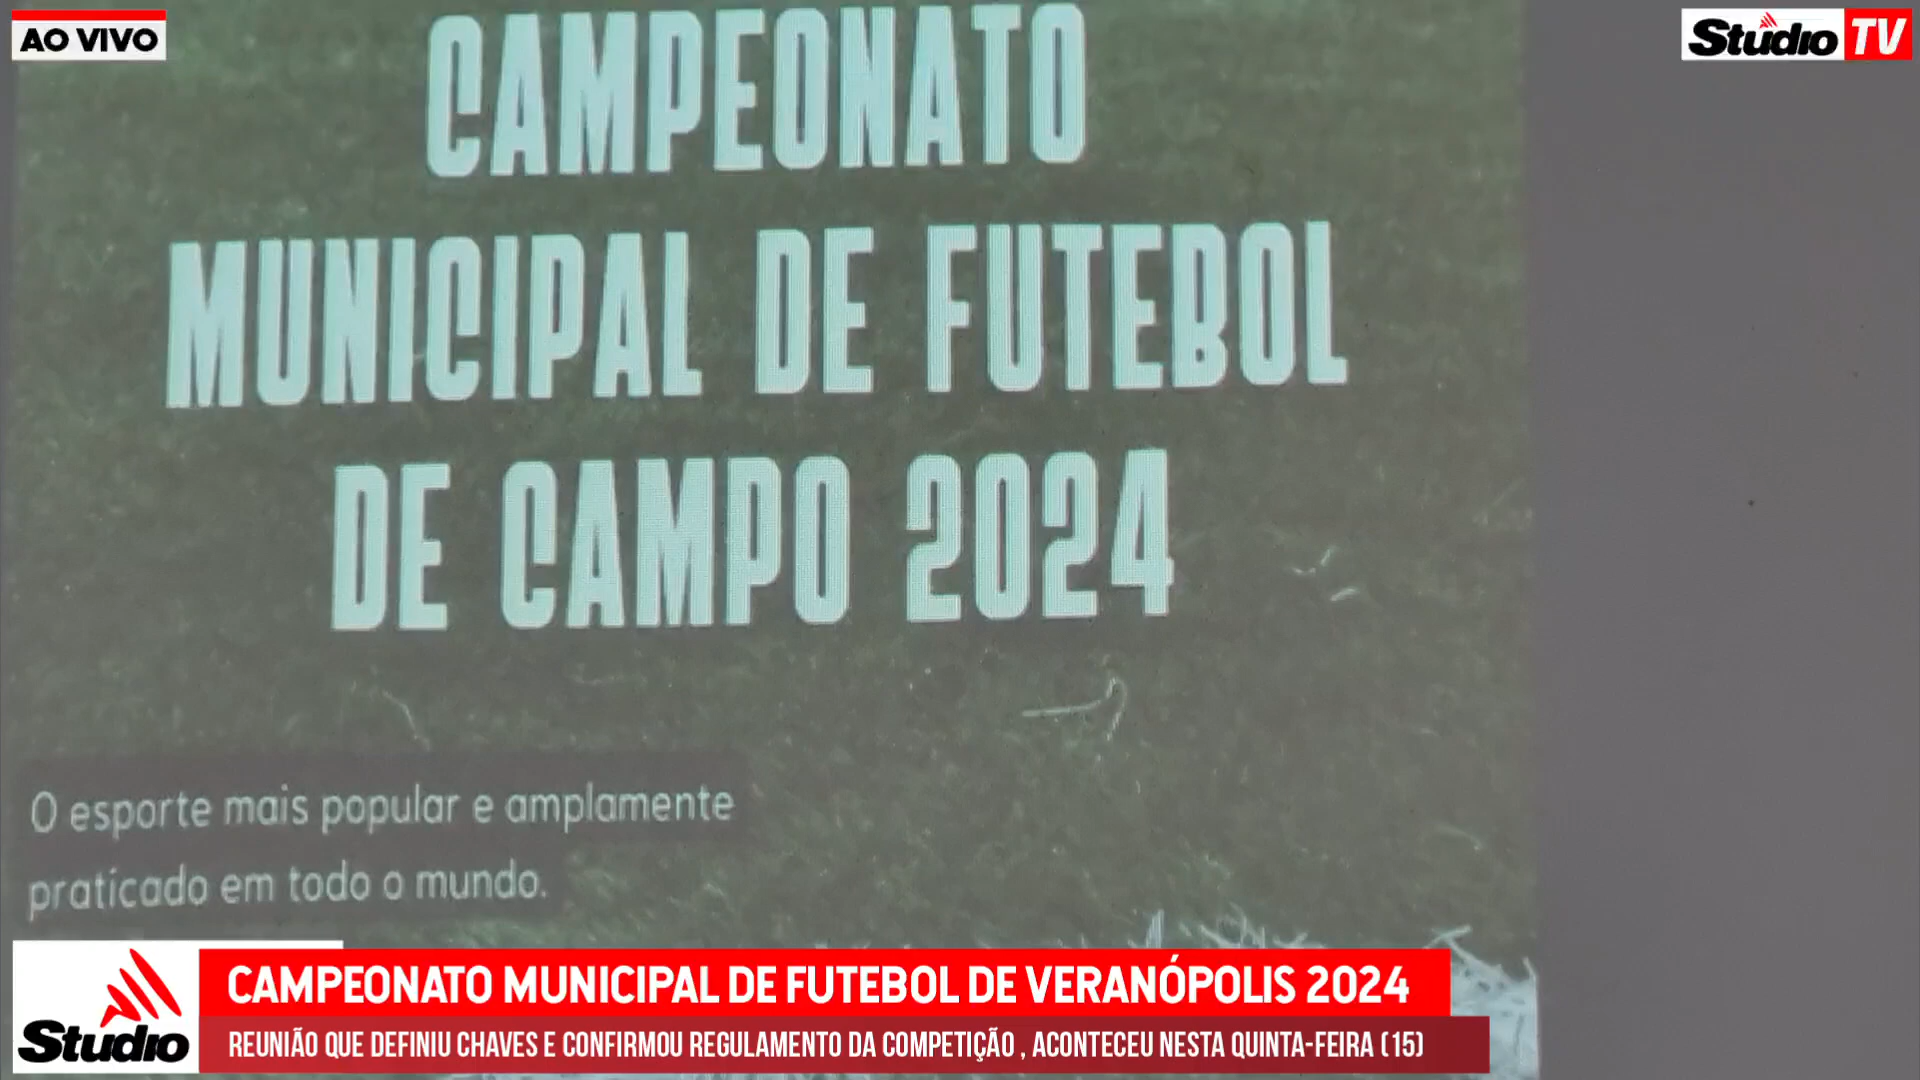 AO VIVO
Studio TV
CAMPEONATO
MUNICIPAL DE FUTEBOL
DE CAMPO 2024
O esporte mais popular e amplamente
praticado em todo o mundo.
Studio
CAMPEONATO MUNICIPAL DE FUTEBOL DE VERANÓPOLIS 2024
REUNIÃO QUE DEFINIU CHAVES E CONFIRMOU REGULAMENTO DA COMPETIÇÃO , ACONTECEU NESTA QUINTA-FEIRA (15)